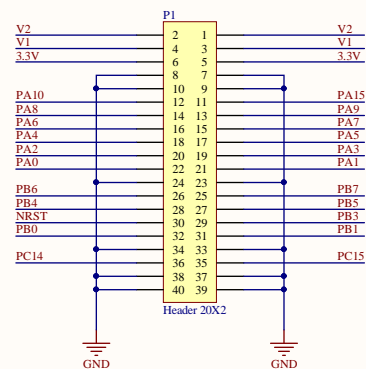 P1
V2 2 1 V2
V1 4 3 V1
3.3V 6 5 3.3V
8 7
10 9
PA10 12 11 PA15
PA8 14 13 PA9
PA6 16 15 PA7
PA4 18 17 PA5
PA2 20 19 PA3
PA0 22 21 PA1
24 23
PB6 26 25 PB7
PB4 28 27 PB5
NRST 30 29 PB3
PB0 32 31 PB1
34 33
PC14 36 35 PC15
38 37
40 39
Header 20X2
GND GND